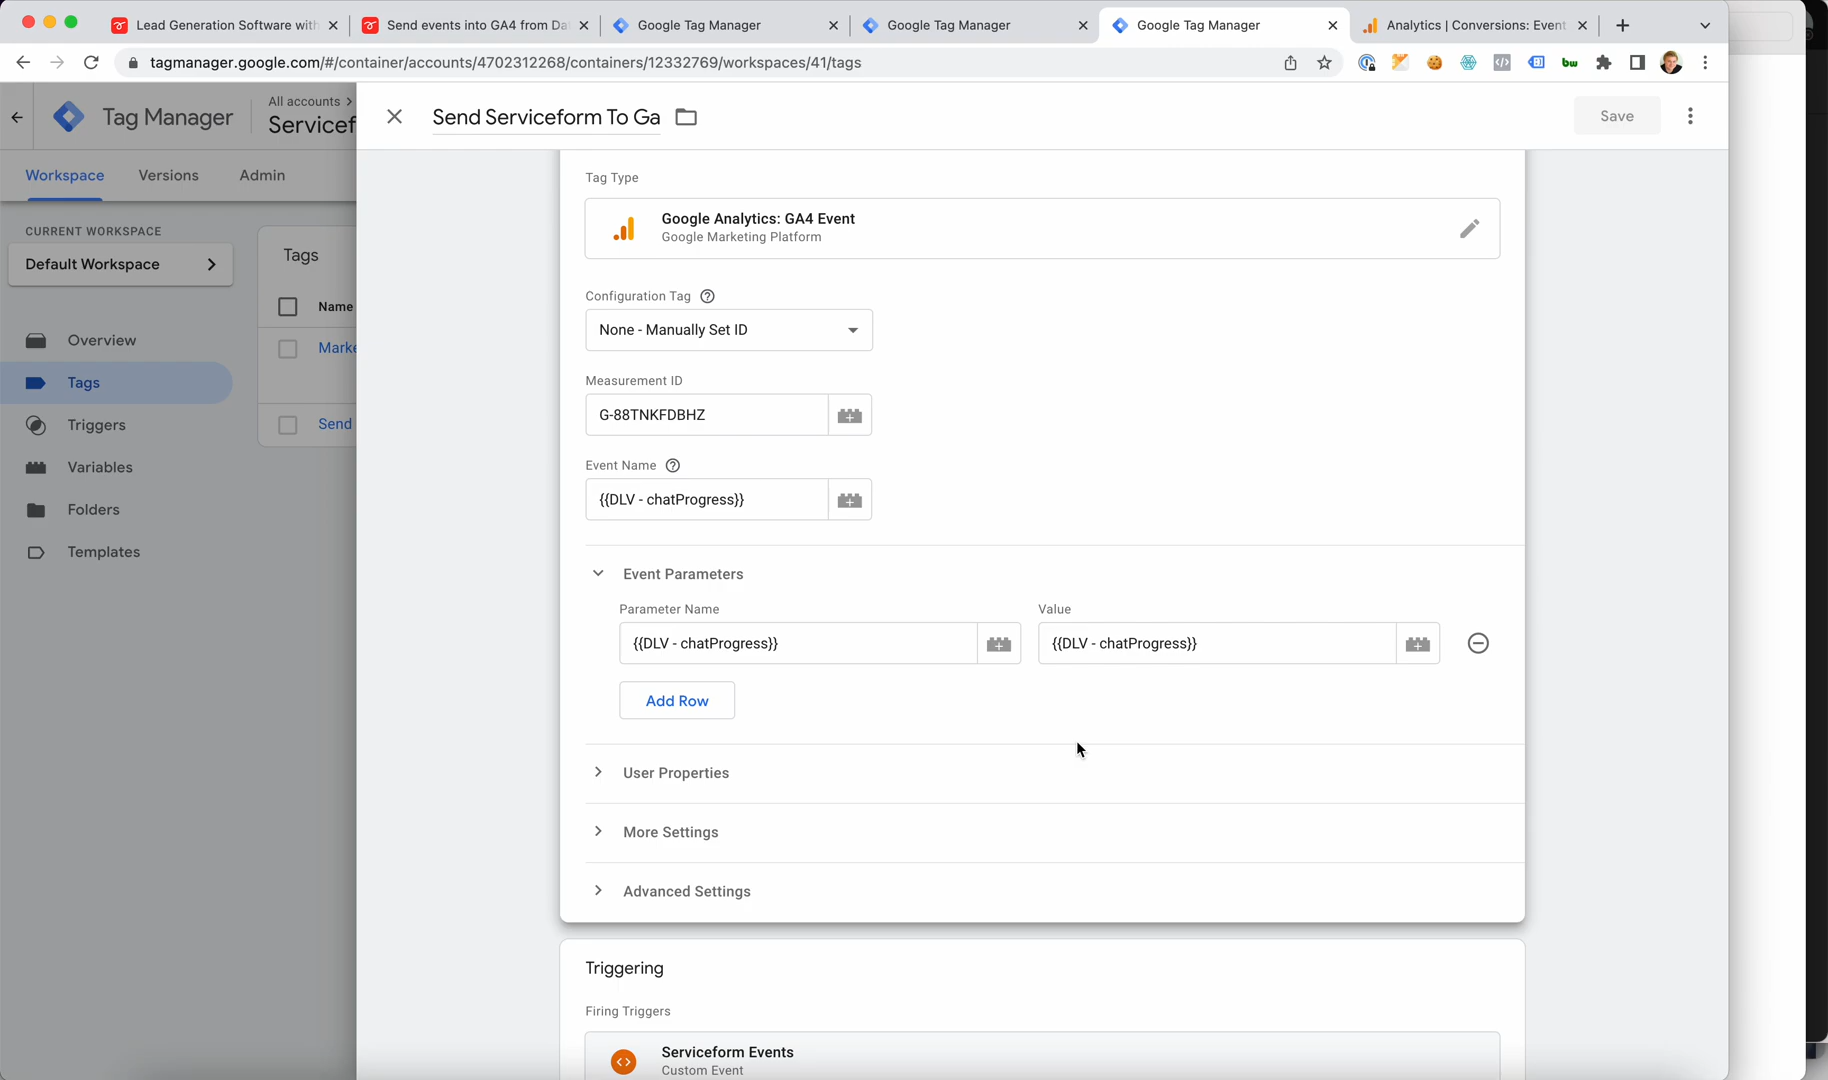 Lead Generation Software with
Send events into GA4 from Da
Google Tag Manager
Google Tag Manager
Google Tag Manager
Analytics | Conversions: Event
tagmanager.google.com/#/container/accounts/4702312268/containers/12332769/workspaces/41/tags
bw
Tag Manager
All accounts >
Servicef
Send Serviceform To Ga
Save
Workspace
Versions
Admin
CURRENT WORKSPACE
Default Workspace
Overview
Tags
Triggers
Variables
Folders
Templates
Tags
Name
Marke
Send
Tag Type
Google Analytics: GA4 Event
Google Marketing Platform
Configuration Tag
None - Manually Set ID
Measurement ID
G-88TNKFDBHZ
Event Name
{{DLV - chatProgress}}
Event Parameters
Parameter Name
Value
{{DLV - chatProgress}}
{{DLV - chatProgress}}
Add Row
User Properties
More Settings
Advanced Settings
Triggering
Firing Triggers
Serviceform Events
Custom Event